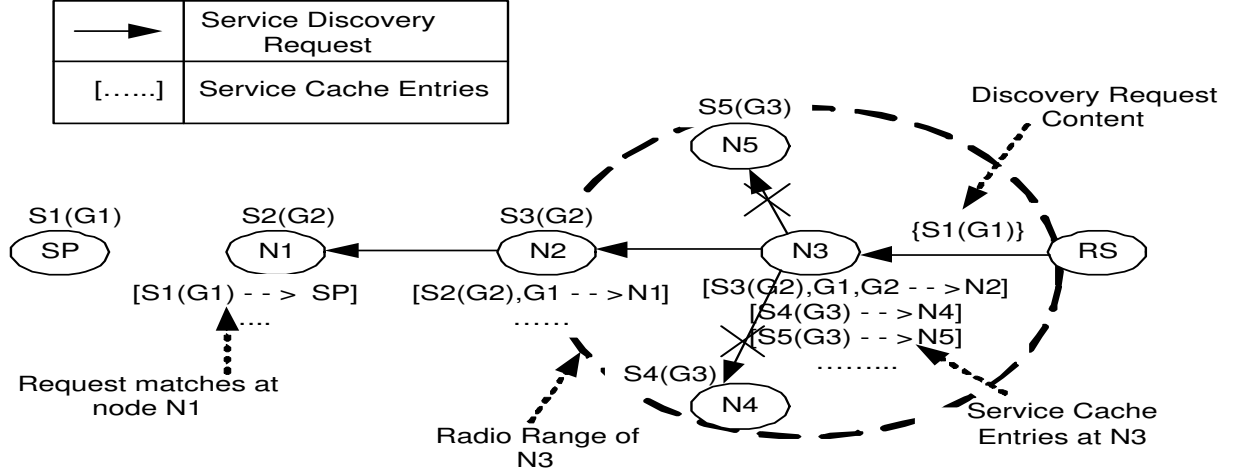 Service Discovery
Request
[......]
Service Cache Entries
S5(G3)
N5
Discovery Request
Content
S1(G1)
SP
S2(G2)
N1
S3(G2)
N2
N3
{S1(G1)}
RS
[S1(G1) - -> SP]
....
[S2(G2),G1 - ->N1]
......
[S3(G2),G1,G2 - ->N2]
[S4(G3) - ->N4]
[S5(G3) - ->N5]
.........
Request matches at
node N1
S4(G3)
N4
Radio Range of
N3
Service Cache
Entries at N3